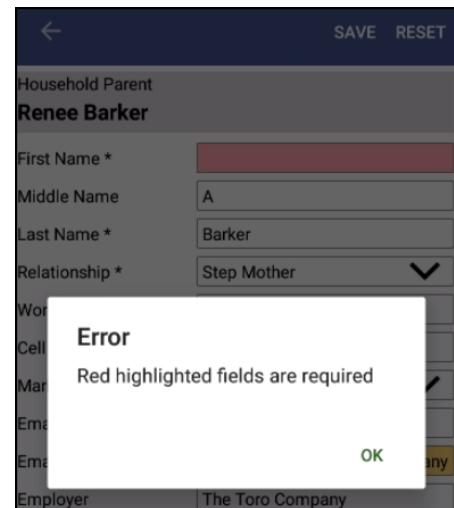 SAVE RESET
Household Parent
Renee Barker
First Name *
Middle Name A
Last Name * Barker
Relationship * Step Mother
Error
Red highlighted fields are required
OK
Cell
Employer The Toro Company